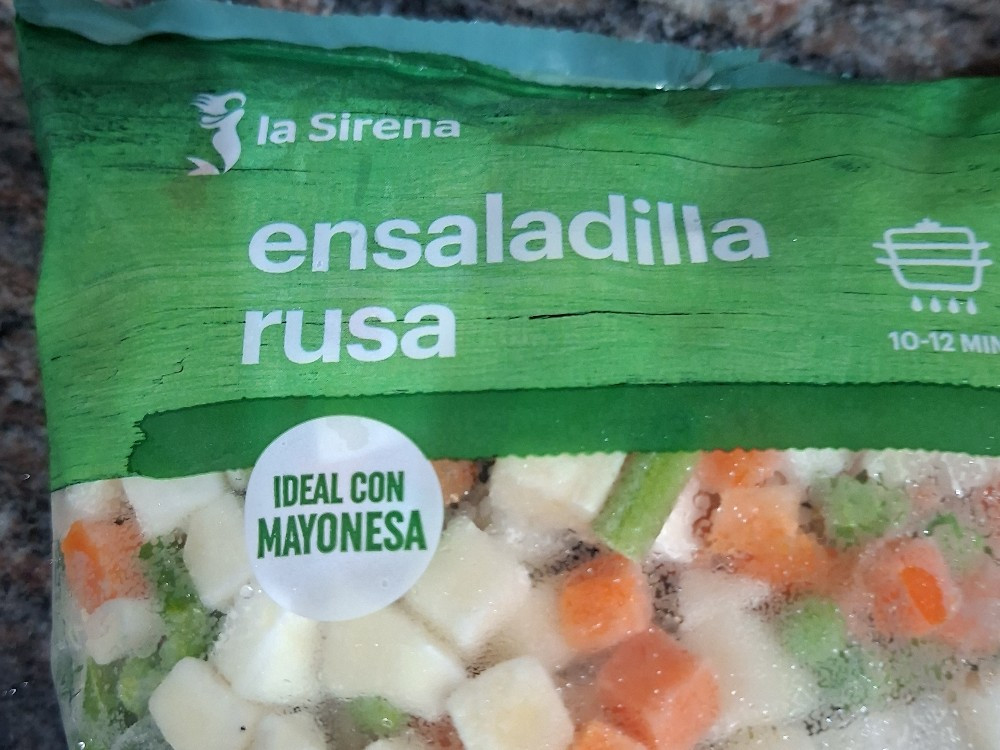 la Sirena
ensaladilla
rusa
10-12 MIN
IDEAL CON
MAYONESA